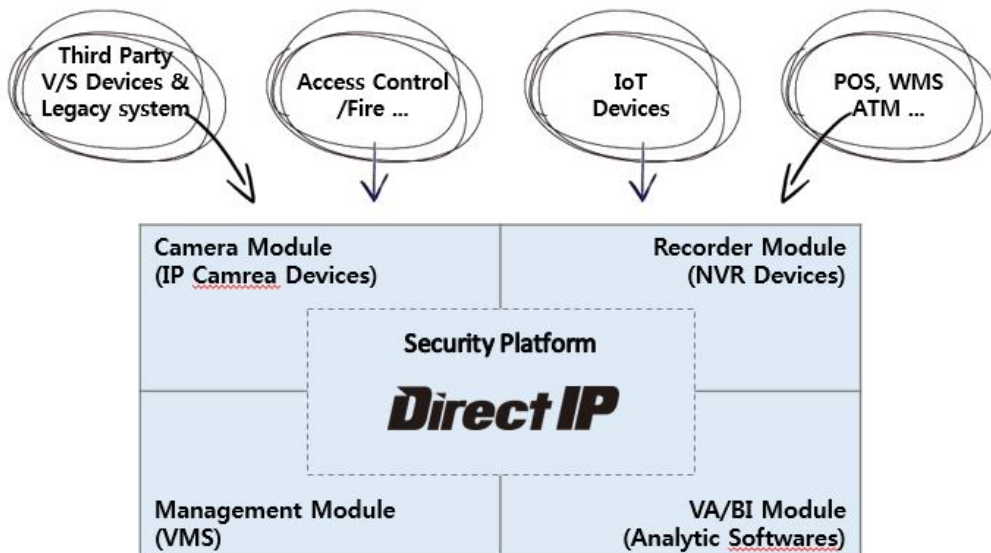 Third Party
V/S Devices &
Legacy system
Access Control
/Fire ...
IoT
Devices
POS, WMS
ATM ...
Camera Module
(IP Camrea Devices)
Recorder Module
(NVR Devices)
Security Platform
Direct IP
Management Module
(VMS)
VA/BI Module
(Analytic Softwares)